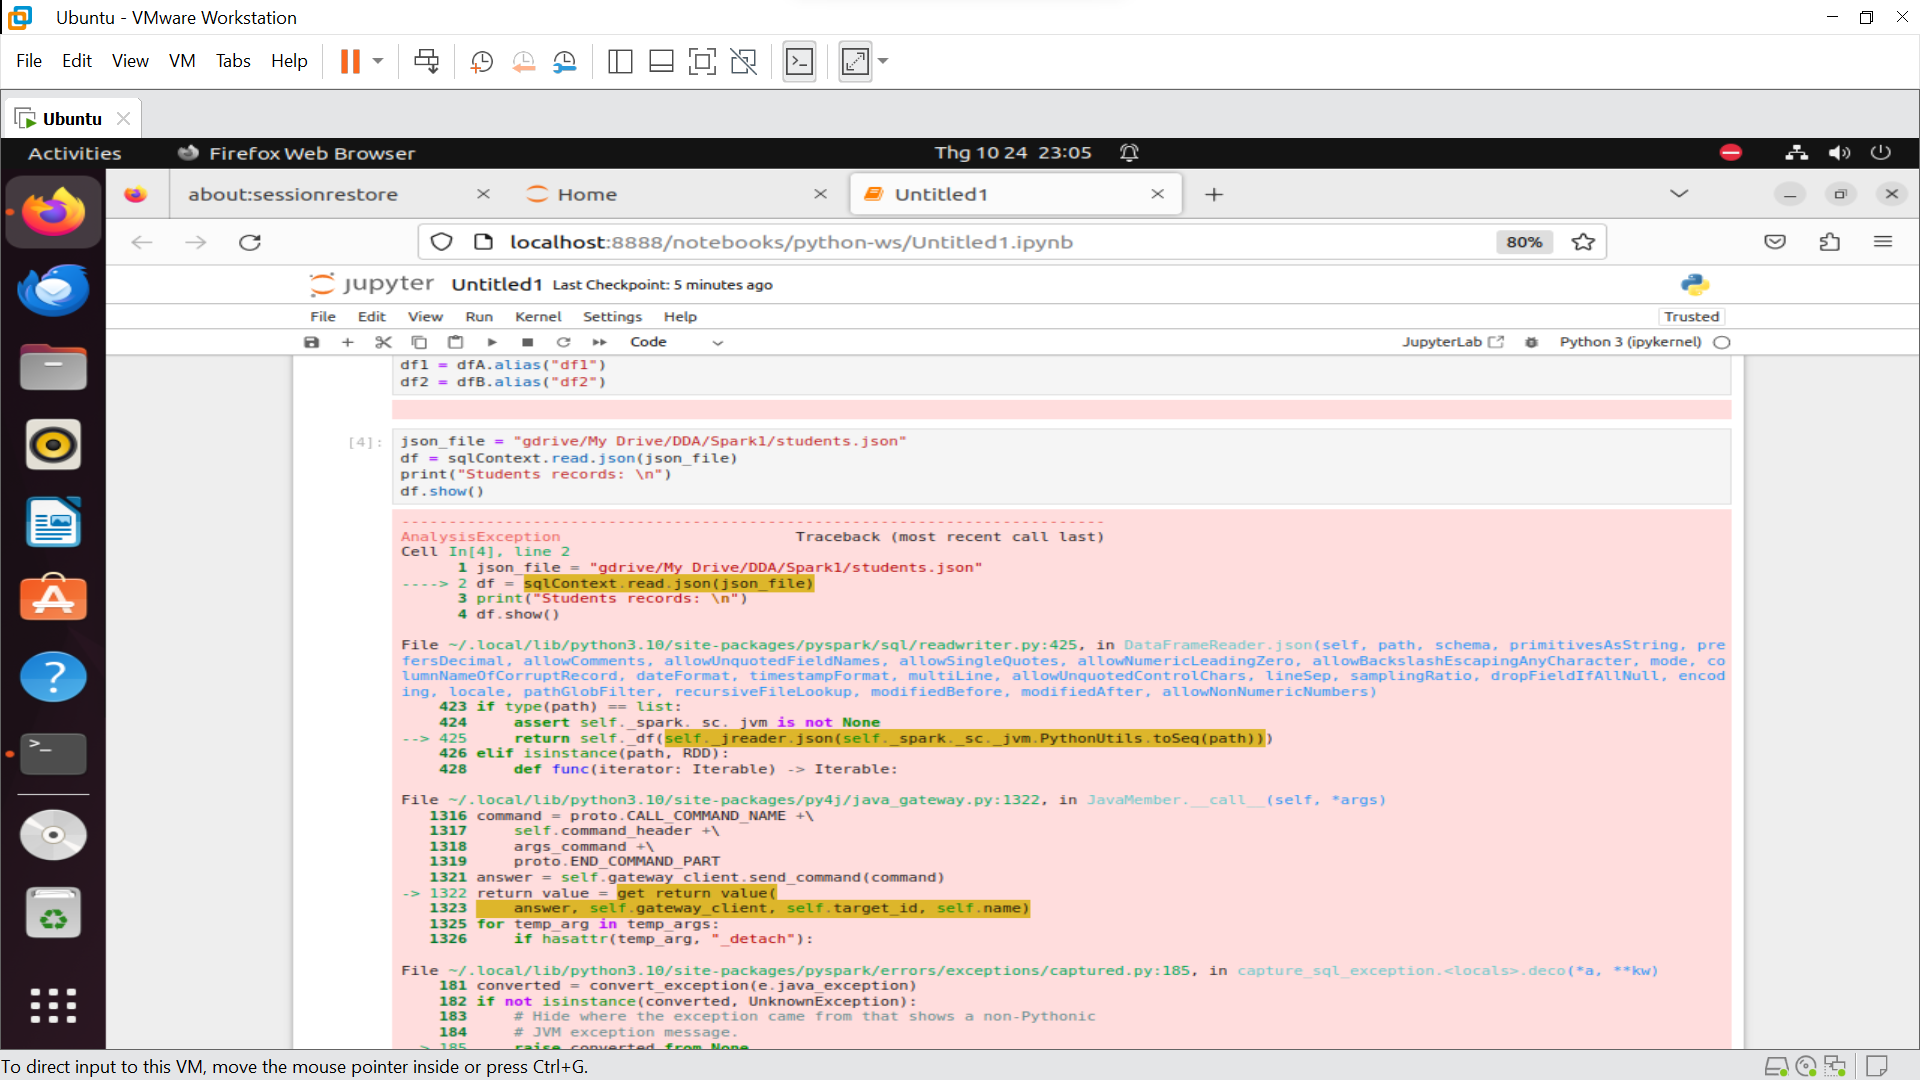 Ubuntu - VMware Workstation
File Edit View VM Tabs Help
Ubuntu
Activities Firefox Web Browser Thg 10 24 23:05
about:sessionrestore Home Untitled1
localhost:8888/notebooks/python-ws/Untitled1.ipynb 80%
jupyter Untitled1 Last Checkpoint: 5 minutes ago
File Edit View Run Kernel Settings Help Trusted
Code JupyterLab Python 3 (ipykernel)
df1 = dfA.alias("df1")
df2 = dfB.alias("df2")
[4]: json_file = "gdrive/My Drive/DDA/Spark1/students.json"
df = sqlContext.read.json(json_file)
print("Students records: \n")
df.show()
---------------------------------------------------------------------------
AnalysisException Traceback (most recent call last)
Cell In[4], line 2
1 json_file = "gdrive/My Drive/DDA/Spark1/students.json"
----> 2 df = sqlContext.read.json(json_file)
3 print("Students records: \n")
4 df.show()
File ~/.local/lib/python3.10/site-packages/pyspark/sql/readwriter.py:425, in DataFrameReader.json(self, path, schema, primitivesAsString, pre
fersDecimal, allowComments, allowUnquotedFieldNames, allowSingleQuotes, allowNumericLeadingZero, allowBackslashEscapingAnyCharacter, mode, co
lumnNameOfCorruptRecord, dateFormat, timestampFormat, multiLine, allowUnquotedControlChars, lineSep, samplingRatio, dropFieldIfAllNull, encod
ing, locale, pathGlobFilter, recursiveFileLookup, modifiedBefore, modifiedAfter, allowNonNumericNumbers)
423 if type(path) == list:
424 assert self._spark._sc._jvm is not None
--> 425 return self._df(self._jreader.json(self._spark._sc._jvm.PythonUtils.toSeq(path)))
426 elif isinstance(path, RDD):
428 def func(iterator: Iterable) -> Iterable:
File ~/.local/lib/python3.10/site-packages/py4j/java_gateway.py:1322, in JavaMember.__call__(self, *args)
1316 command = proto.CALL_COMMAND_NAME +\
1317 self.command_header +\
1318 args_command +\
1319 proto.END_COMMAND_PART
1321 answer = self.gateway_client.send_command(command)
-> 1322 return_value = get_return_value(
1323 answer, self.gateway_client, self.target_id, self.name)
1325 for temp_arg in temp_args:
1326 if hasattr(temp_arg, "_detach"):
File ~/.local/lib/python3.10/site-packages/pyspark/errors/exceptions/captured.py:185, in capture_sql_exception.<locals>.deco(*a, **kw)
181 converted = convert_exception(e.java_exception)
182 if not isinstance(converted, UnknownException):
183 # Hide where the exception came from that shows a non-Pythonic
184 # JVM exception message.
--> 185 raise converted from None
To direct input to this VM, move the mouse pointer inside or press Ctrl+G.